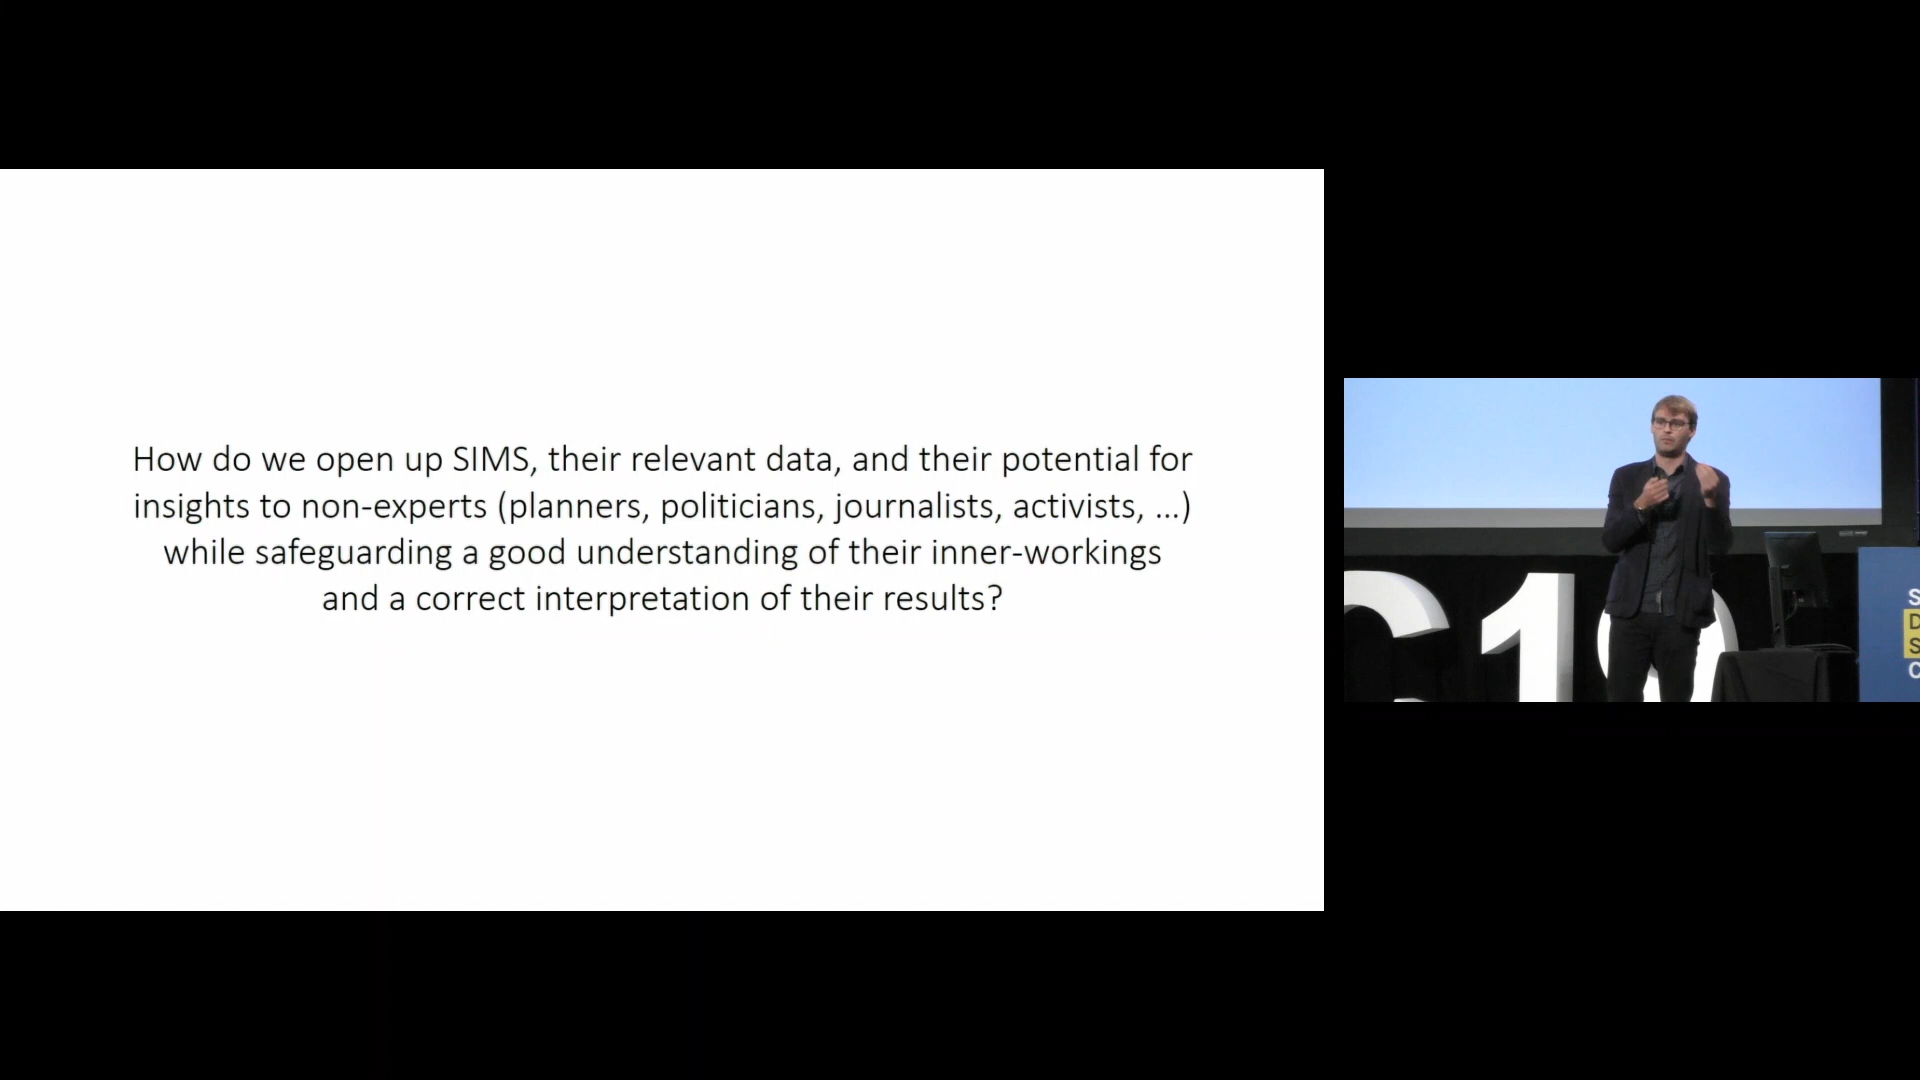 How do we open up SIMS, their relevant data, and their potential for
insights to non-experts (planners, politicians, journalists, activists, ...)
while safeguarding a good understanding of their inner-workings
and a correct interpretation of their results?
C10
S
D
S
C